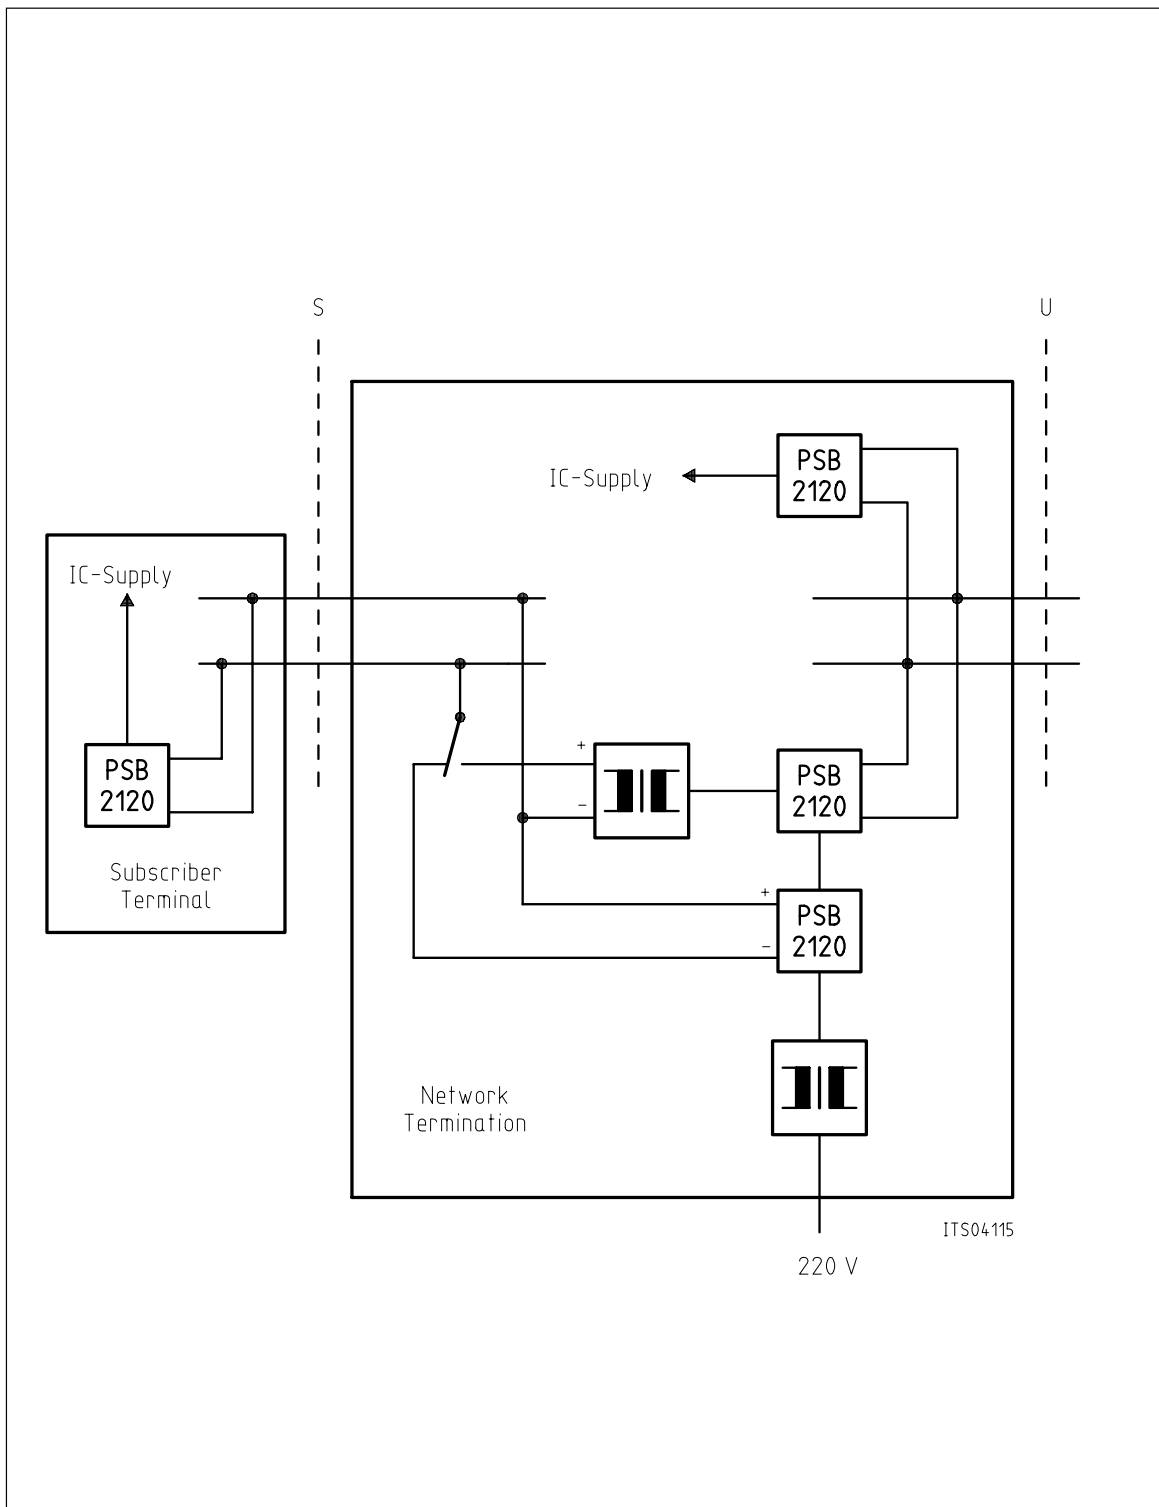 S
U
PSB
2120
IC-Supply
IC-Supply
+
PSB
2120
-
PSB
2120
Subscriber
Terminal
+
PSB
2120
-
Network
Termination
ITS04115
220 V